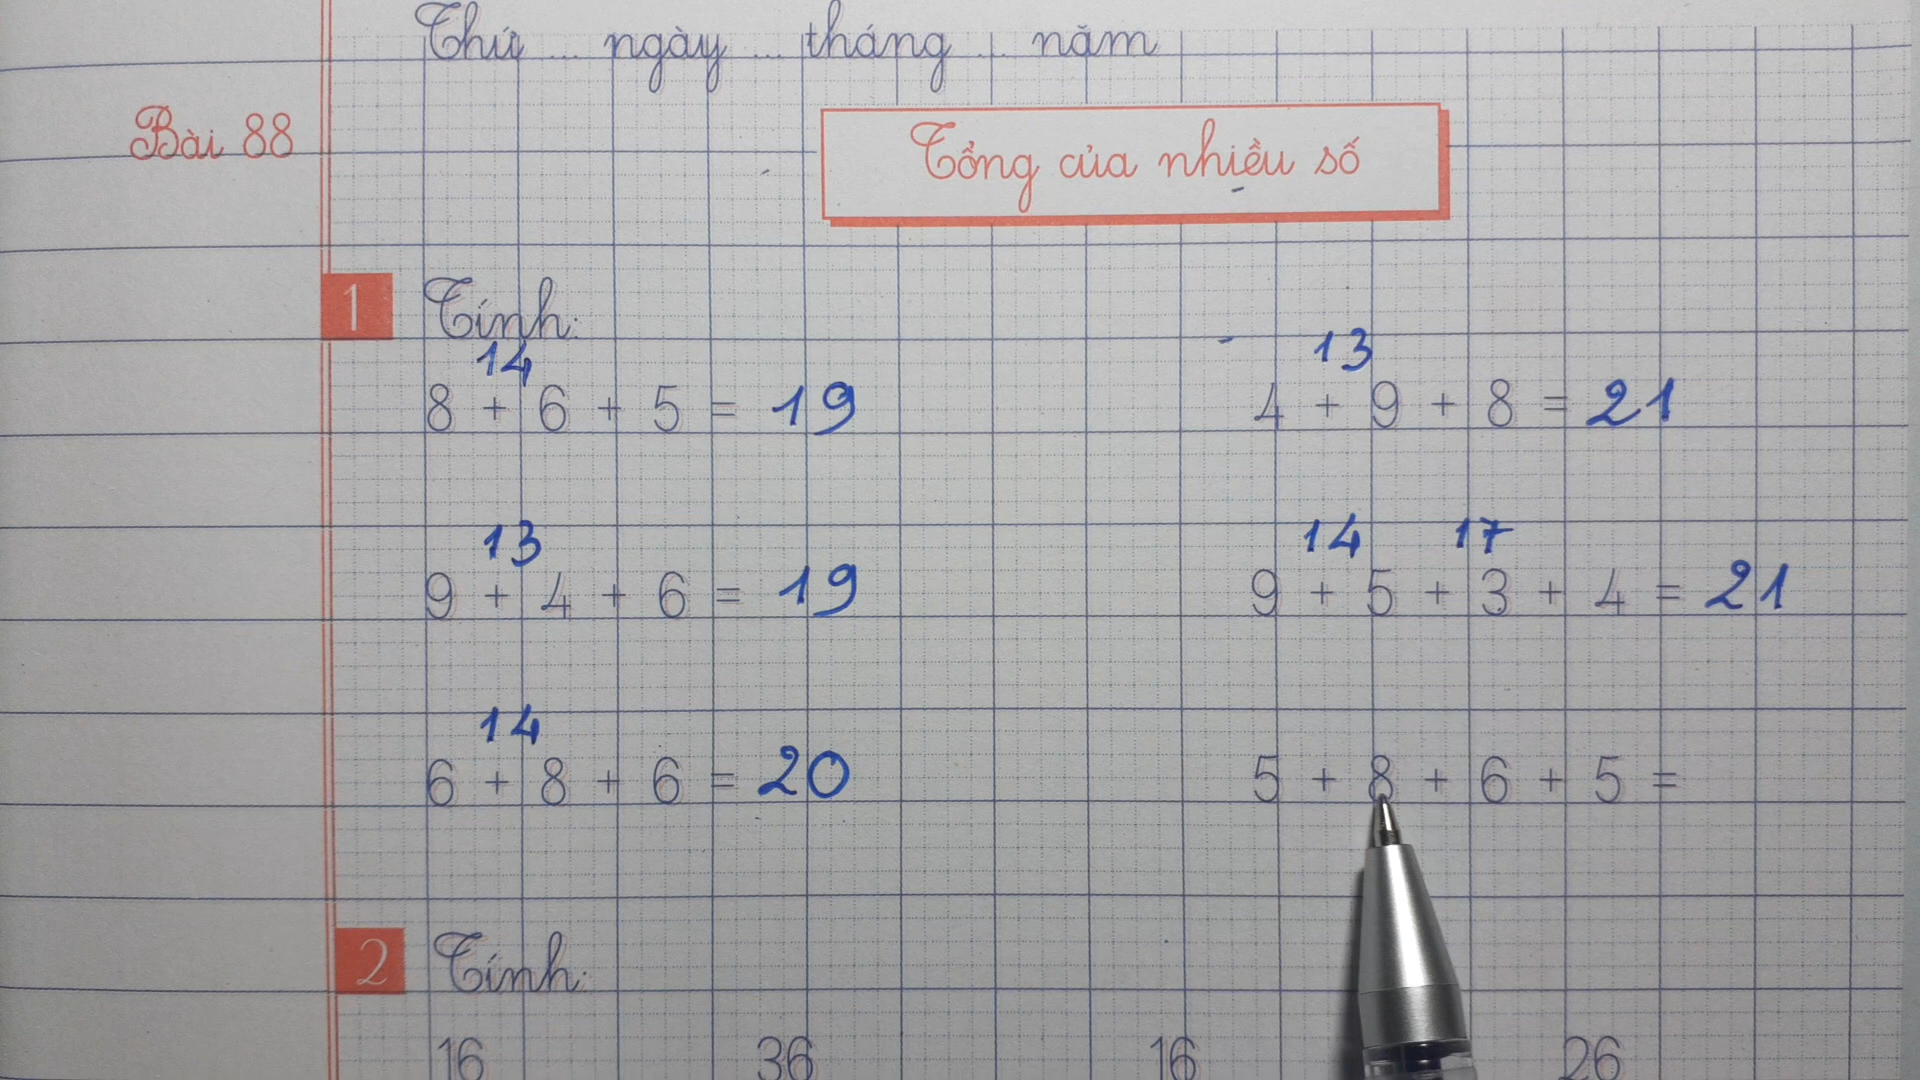 Thứ ... ngày ... tháng ... năm
Bài 88
Tổng của nhiều số
1 Tính:
14
8 + 6 + 5 = 19
13
4 + 9 + 8 = 21
13
9 + 4 + 6 = 19
14 17
9 + 5 + 3 + 4 = 21
14
6 + 8 + 6 = 20
5 + 8 + 6 + 5 =
2 Tính:
16 36 16 26